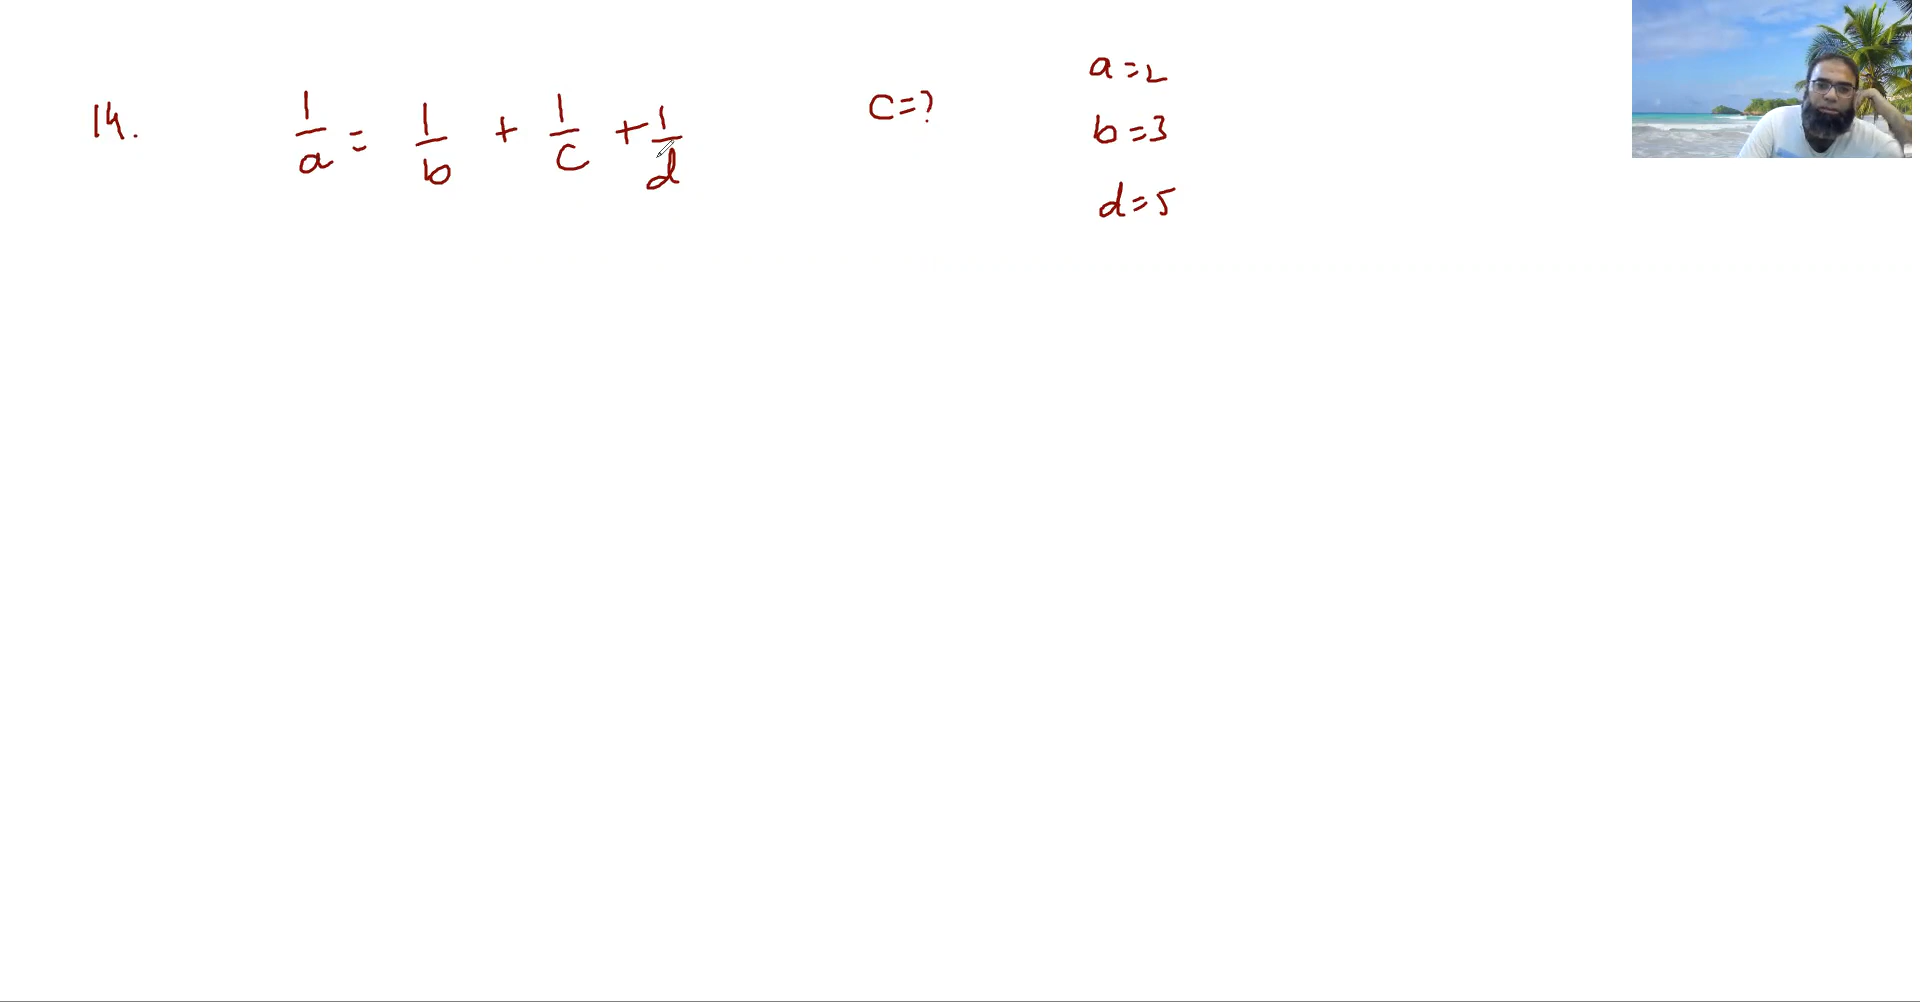 14. 1/a = 1/b + 1/c + 1/d
c=?
a=2
b=3
d=5